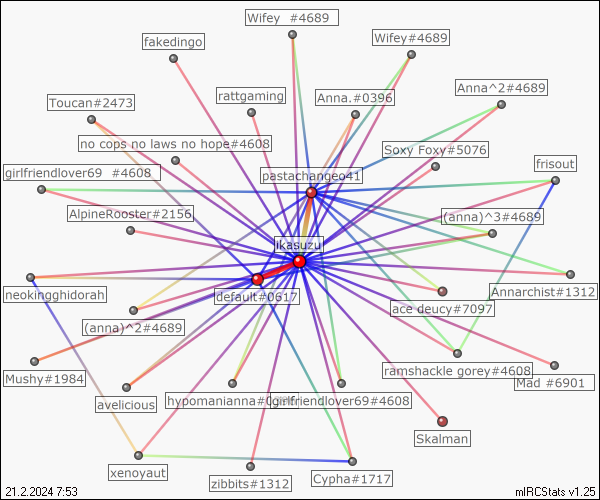 Wifey #4689
Wifey#4689
fakedingo
Anna^2#4689
Toucan#2473
rattgaming
Anna.#0396
no cops no laws no hope#4608
Soxy Foxy#5076
girlfriendlover69 #4608
pastachange041
frisout
AlpineRooster#2156
(anna)^3#4689
ikasuzu
neokingghidorah
default#0617
Annarchist#1312
ace deucy#7097
(anna)^2#4689
Mushy#1984
ramshackle gorey#4608
Mad #6901
avelicious
hypomanianna
girlfriendlover69#4608
Skalman
xenoyaut
zibbits#1312
Cypha#1717
21.2.2024 7:53
mIRCStats v1.25